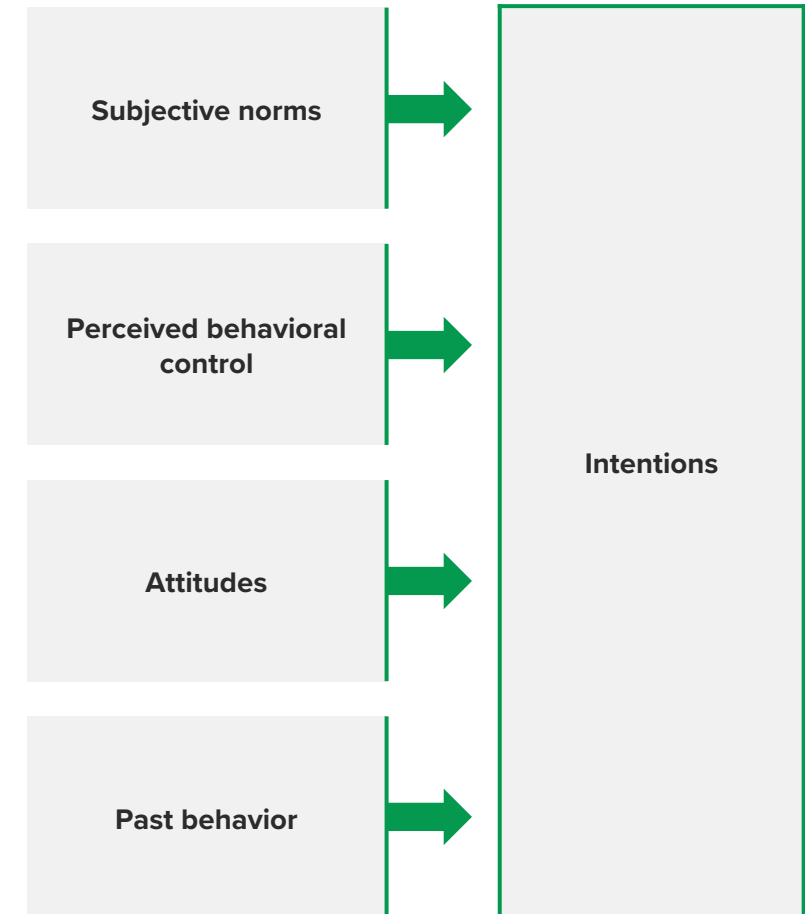 Subjective norms
Perceived behavioral
control
Intentions
Attitudes
Past behavior